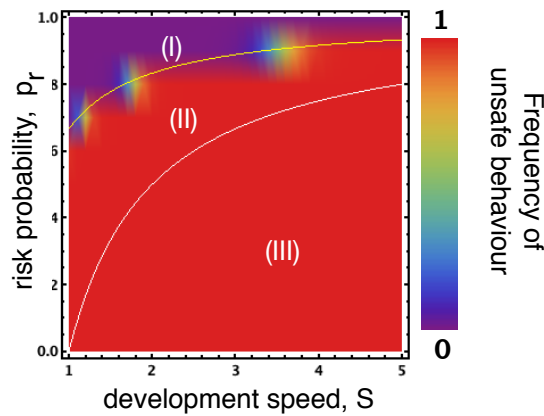 1.0
8
6
4
2
0.0
risk probability, pr
(I)
(II)
(III)
1 2 3 4 5
development speed, S
1
0
Frequency of
unsafe behaviour